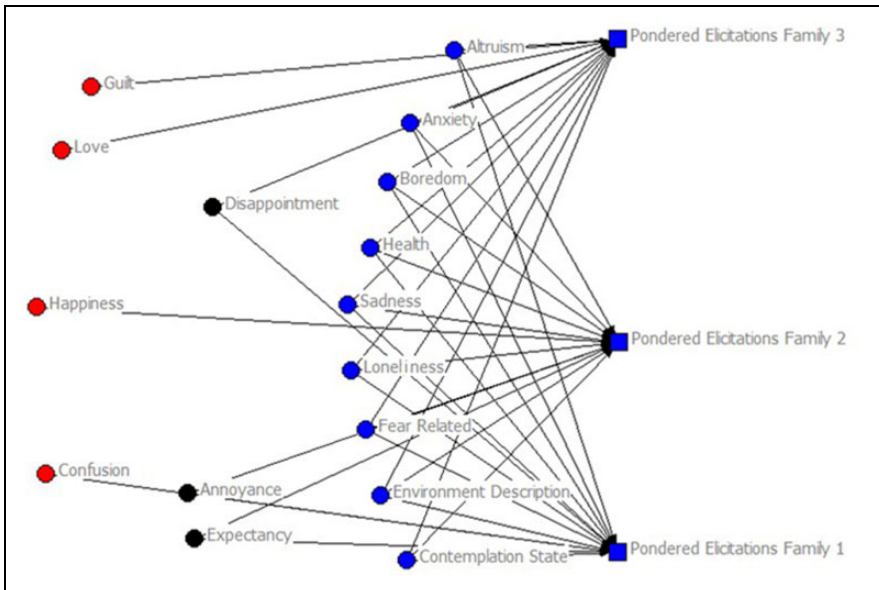 Pondered Elicitations Family 3
Altruism
Guilt
Anxiety
Love
Boredom
Disappointment
Health
Sadness
Happiness
Pondered Elicitations Family 2
Loneliness
Fear Related
Confusion
Annoyance
Environment Description
Expectancy
Pondered Elicitations Family 1
Contemplation State